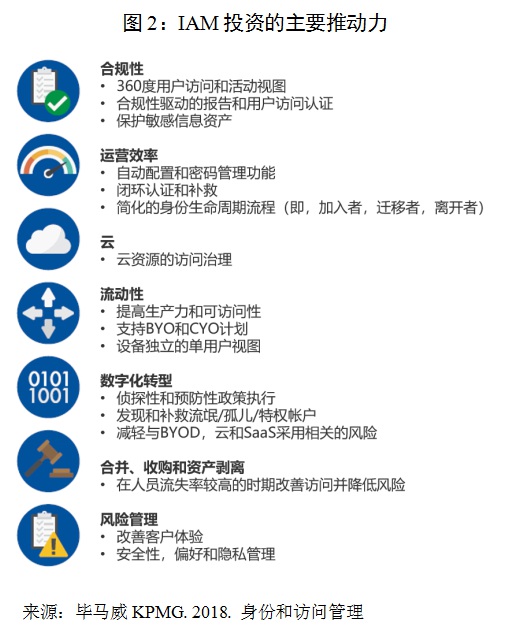 图 2：IAM 投资的主要推动力
合规性
• 360度用户访问和活动视图
• 合规性驱动的报告和用户访问认证
• 保护敏感信息资产
运营效率
• 自动配置和密码管理功能
• 闭环认证和补救
• 简化的身份生命周期流程（即，加入者，迁移者，离开者）
云
• 云资源的访问治理
流动性
• 提高生产力和可访问性
• 支持BYO和CYO计划
• 设备独立的单用户视图
0101
1001
数字化转型
• 侦探性和预防性政策执行
• 发现和补救流氓/孤儿/特权帐户
• 减轻与BYOD，云和SaaS采用相关的风险
合并、收购和资产剥离
• 在人员流失率较高的时期改善访问并降低风险
风险管理
• 改善客户体验
• 安全性，偏好和隐私管理
来源：毕马威 KPMG. 2018. 身份和访问管理